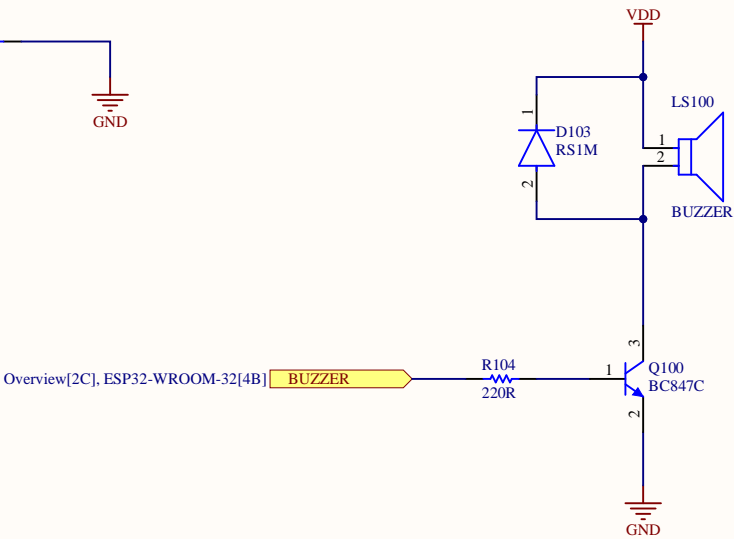 VDD
GND
LS100
1
2
1
D103
RS1M
2
BUZZER
3
Overview[2C], ESP32-WROOM-32[4B]
BUZZER
R104
220R
1
Q100
BC847C
2
GND